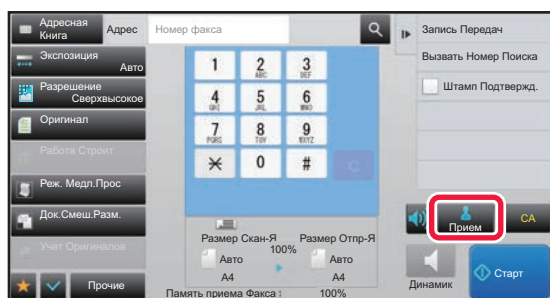 Адресная
Книга
Адрес
Номер факса
Запись Передач
Экспозиция
Авто
Вызвать Номер Поиска
Разрешение
Сверхвысокое
Штамп Подтвержд.
Оригинал
Работа Строит
Реж. Медл.Прос
Док.Смеш.Разм.
Учет Оригиналов
Прочие
1
2
ABC
3
DEF
4
GHI
5
JKL
6
MNO
7
PQRS
8
TUV
9
WXYZ
0
#
C
Размер Скан-Я
100%
Размер Отпр-Я
Авто
A4
Авто
A4
Память приема Факса :
100%
Прием
CA
Динамик
Старт